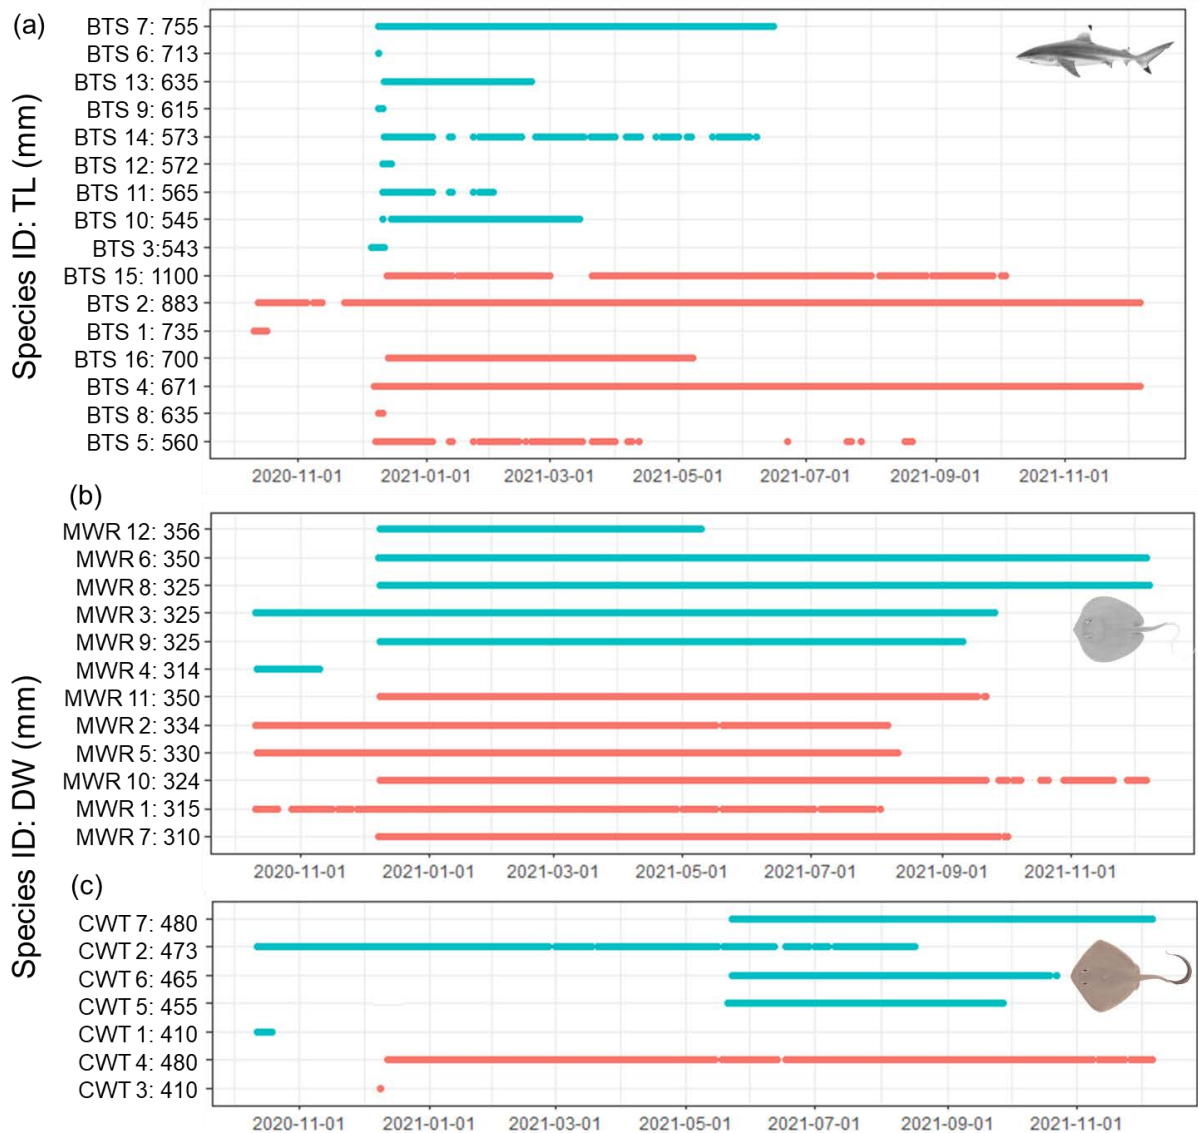 (a)
Species ID: TL (mm)
BTS 7: 755
BTS 6: 713
BTS 13: 635
BTS 9: 615
BTS 14: 573
BTS 12: 572
BTS 11: 565
BTS 10: 545
BTS 3:543
BTS 15: 1100
BTS 2: 883
BTS 1: 735
BTS 16: 700
BTS 4: 671
BTS 8: 635
BTS 5: 560
2020-11-01 2021-01-01 2021-03-01 2021-05-01 2021-07-01 2021-09-01 2021-11-01
(b)
Species ID: DW (mm)
MWR 12: 356
MWR 6: 350
MWR 8: 325
MWR 3: 325
MWR 9: 325
MWR 4: 314
MWR 11: 350
MWR 2: 334
MWR 5: 330
MWR 10: 324
MWR 1: 315
MWR 7: 310
2020-11-01 2021-01-01 2021-03-01 2021-05-01 2021-07-01 2021-09-01 2021-11-01
(c)
CWT 7: 480
CWT 2: 473
CWT 6: 465
CWT 5: 455
CWT 1: 410
CWT 4: 480
CWT 3: 410
2020-11-01 2021-01-01 2021-03-01 2021-05-01 2021-07-01 2021-09-01 2021-11-01